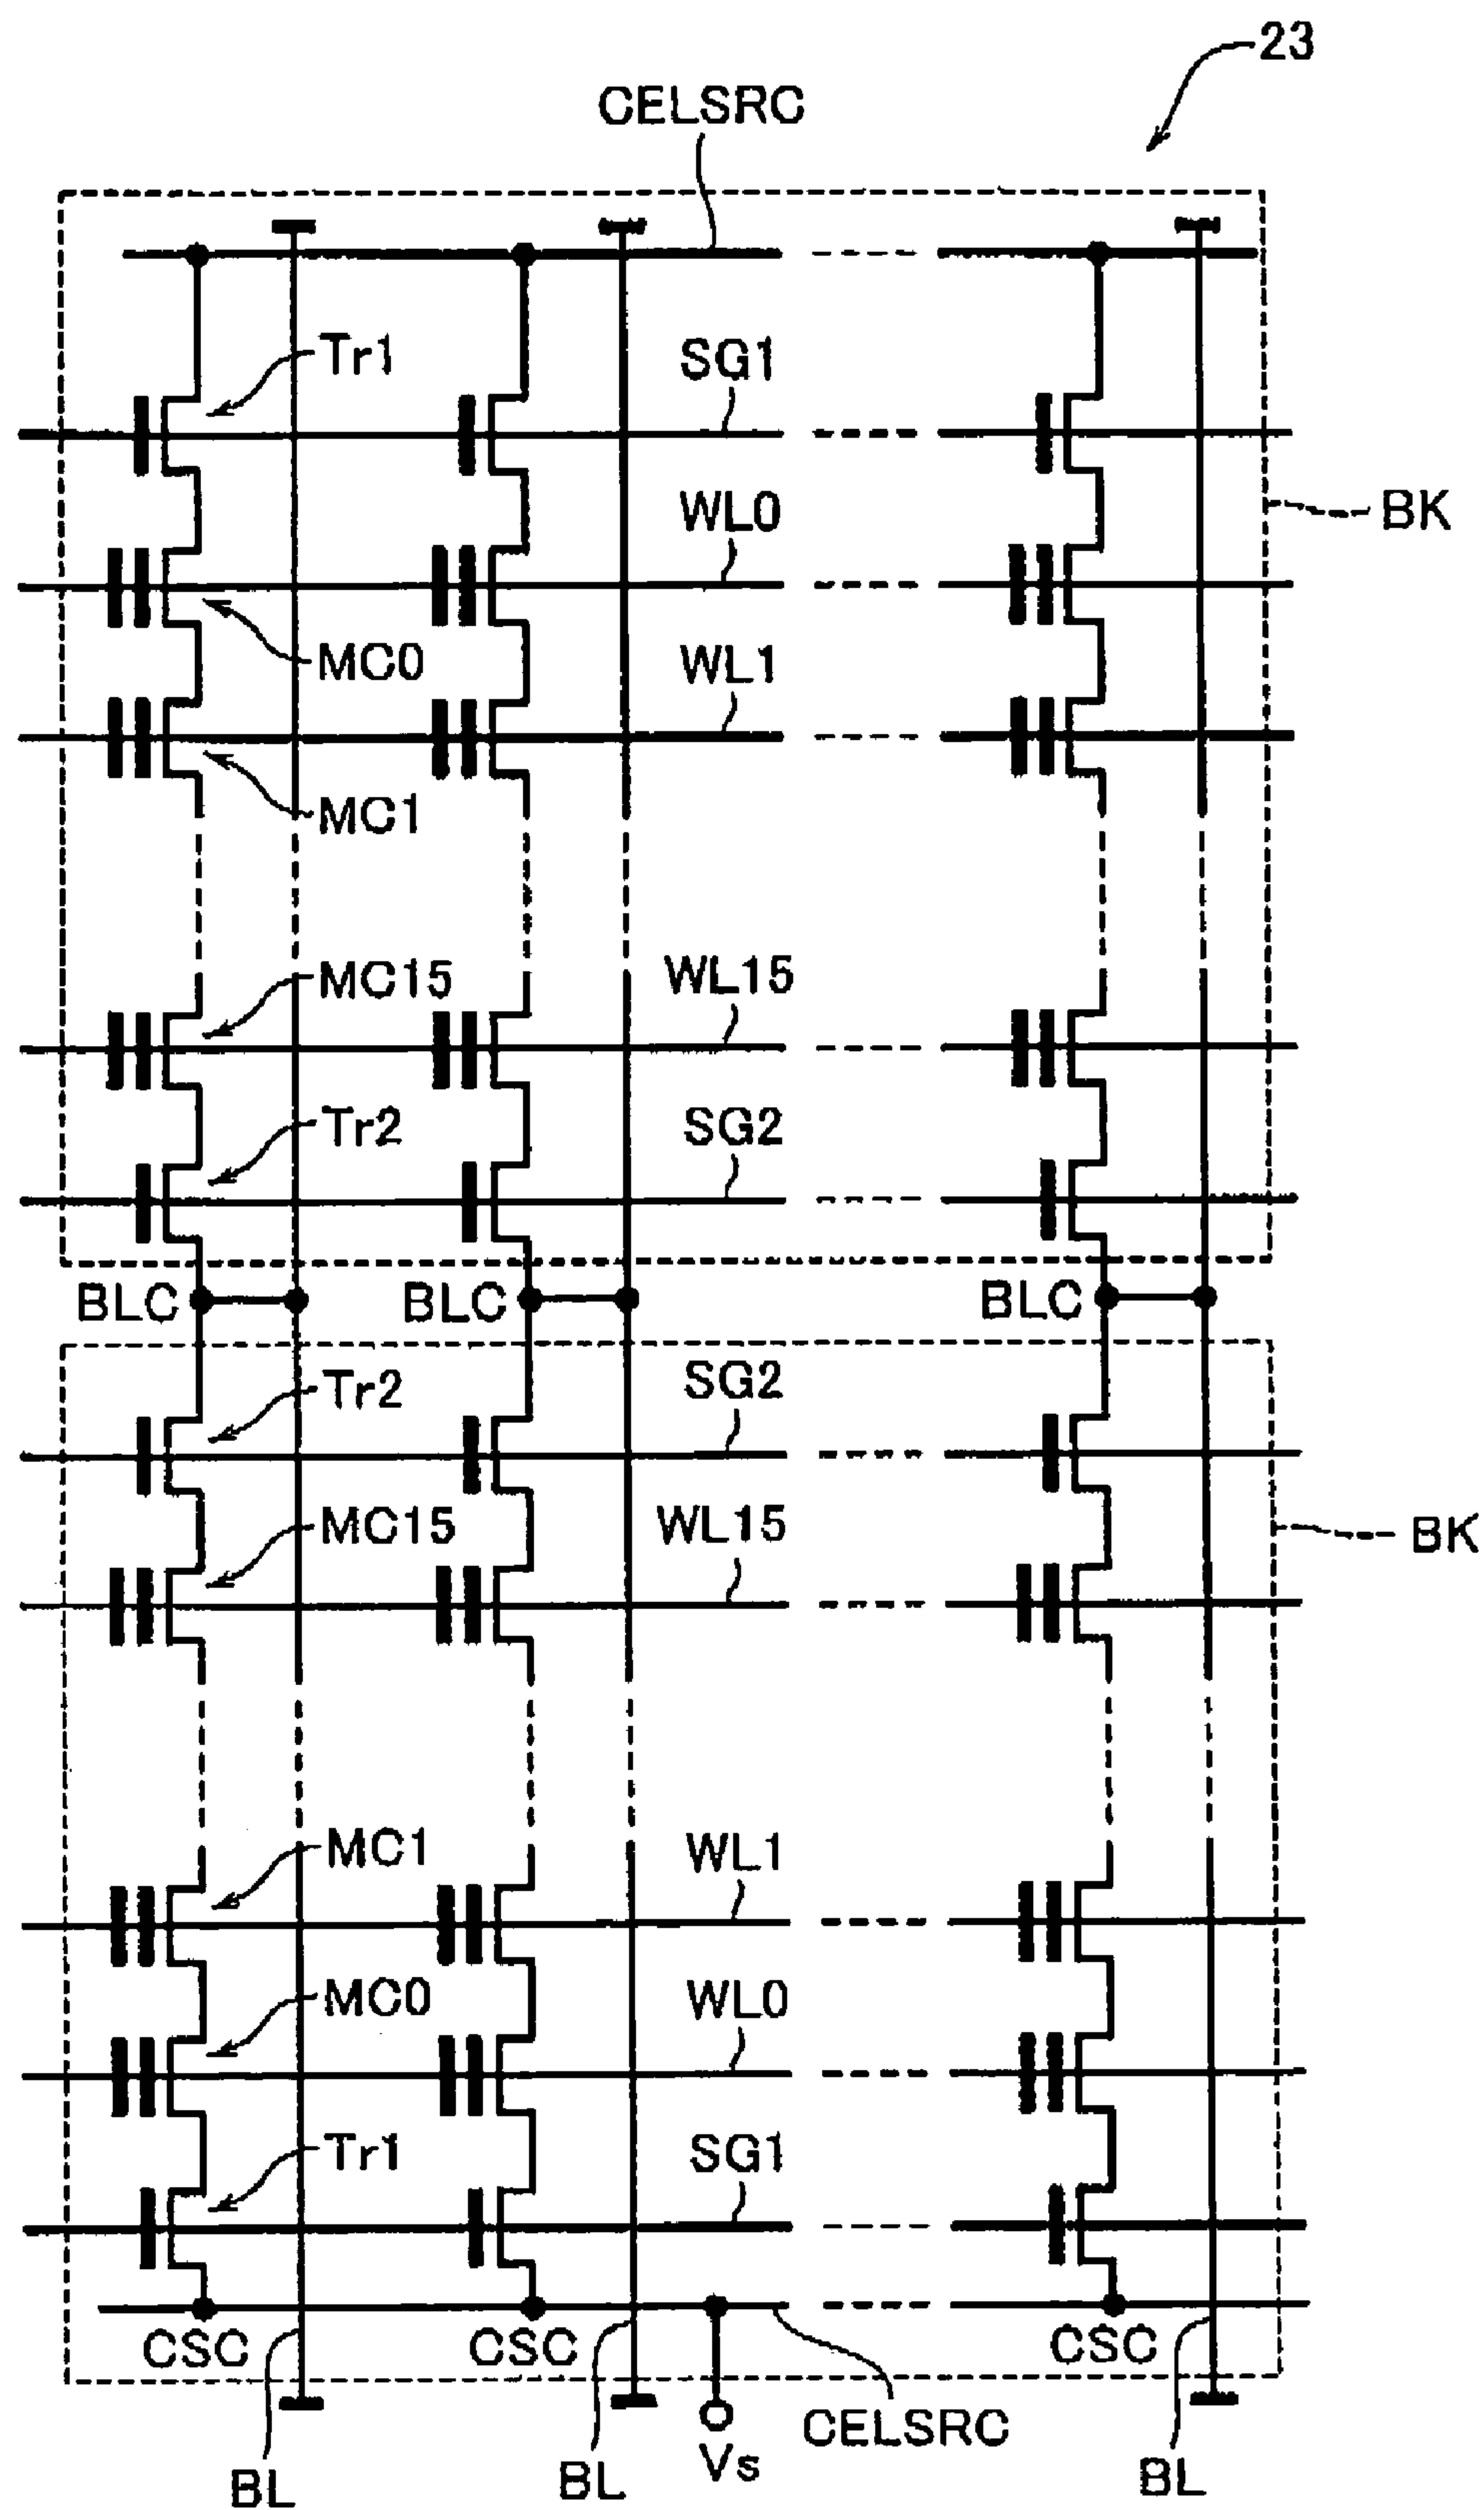 23
CELSRC
Tr1
SG1
WL0
BK
MC0
WL1
MC1
MC15
WL15
Tr2
SG2
BLC BLC BLC
Tr2
SG2
MC15
WL15
BK
MC1
WL1
MC0
WL0
Tr1
SG1
CSC CSC CSC
CELSRC
Vs
BL BL BL